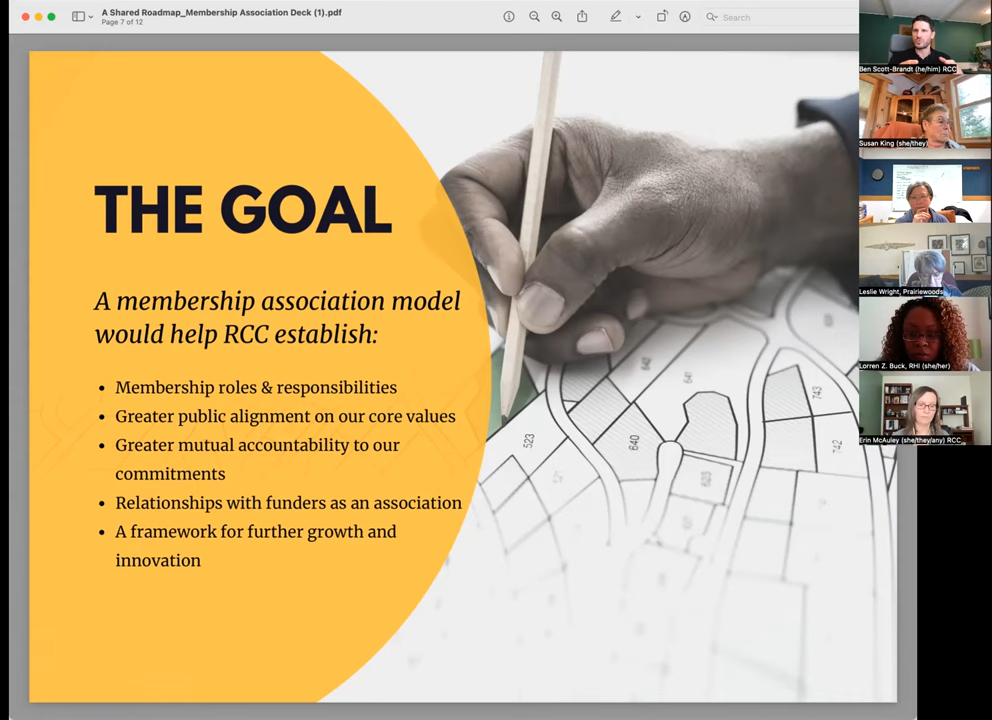 A Shared Roadmap_Membership Association Deck (1).pdf
Page 7 of 12
Search
THE GOAL
A membership association model
would help RCC establish:
• Membership roles & responsibilities
• Greater public alignment on our core values
• Greater mutual accountability to our
commitments
• Relationships with funders as an association
• A framework for further growth and
innovation
523
640
641
642
743
742
Ben Scott-Brandt (he/him) RCC
Susan King (she/they)
Leslie Wright, Prairiewoods
Lorren Z. Buck, RHI (she/her)
Erin McAuley (she/they/any) RCC